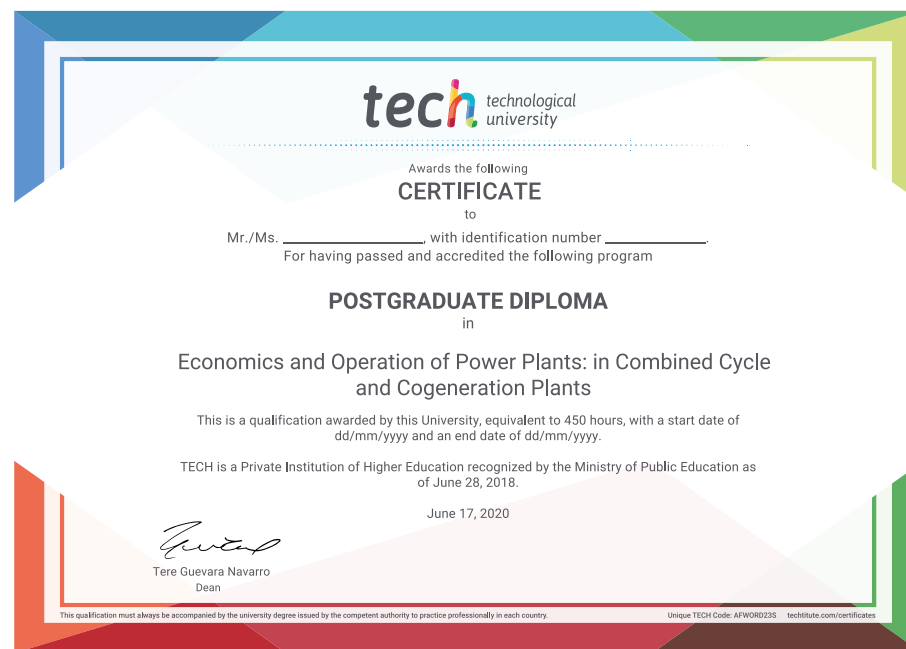 tech technological
university
Awards the following
CERTIFICATE
to
Mr./Ms. ________________, with identification number ____________.
For having passed and accredited the following program
POSTGRADUATE DIPLOMA
in
Economics and Operation of Power Plants: in Combined Cycle
and Cogeneration Plants
This is a qualification awarded by this University, equivalent to 450 hours, with a start date of
dd/mm/yyyy and an end date of dd/mm/yyyy.
TECH is a Private Institution of Higher Education recognized by the Ministry of Public Education as
of June 28, 2018.
June 17, 2020
Tere Guevara Navarro
Dean
This qualification must always be accompanied by the university degree issued by the competent authority to practice professionally in each country. Unique TECH Code: AFWORD23S techtitute.com/certificates